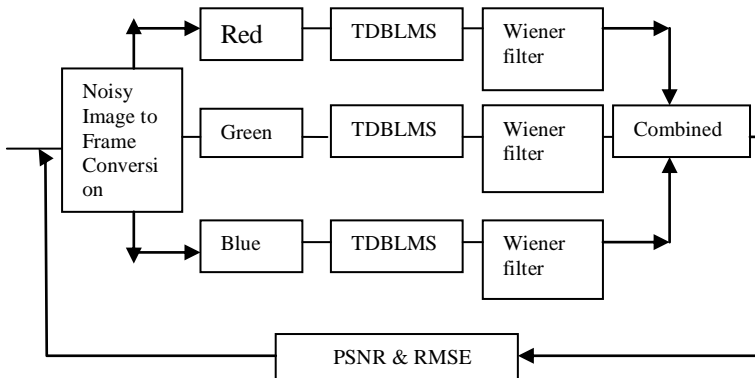 Red
TDBLMS
Wiener
filter
Noisy
Image to
Frame
Conversi
on
Green
TDBLMS
Wiener
filter
Combined
Blue
TDBLMS
Wiener
filter
PSNR & RMSE